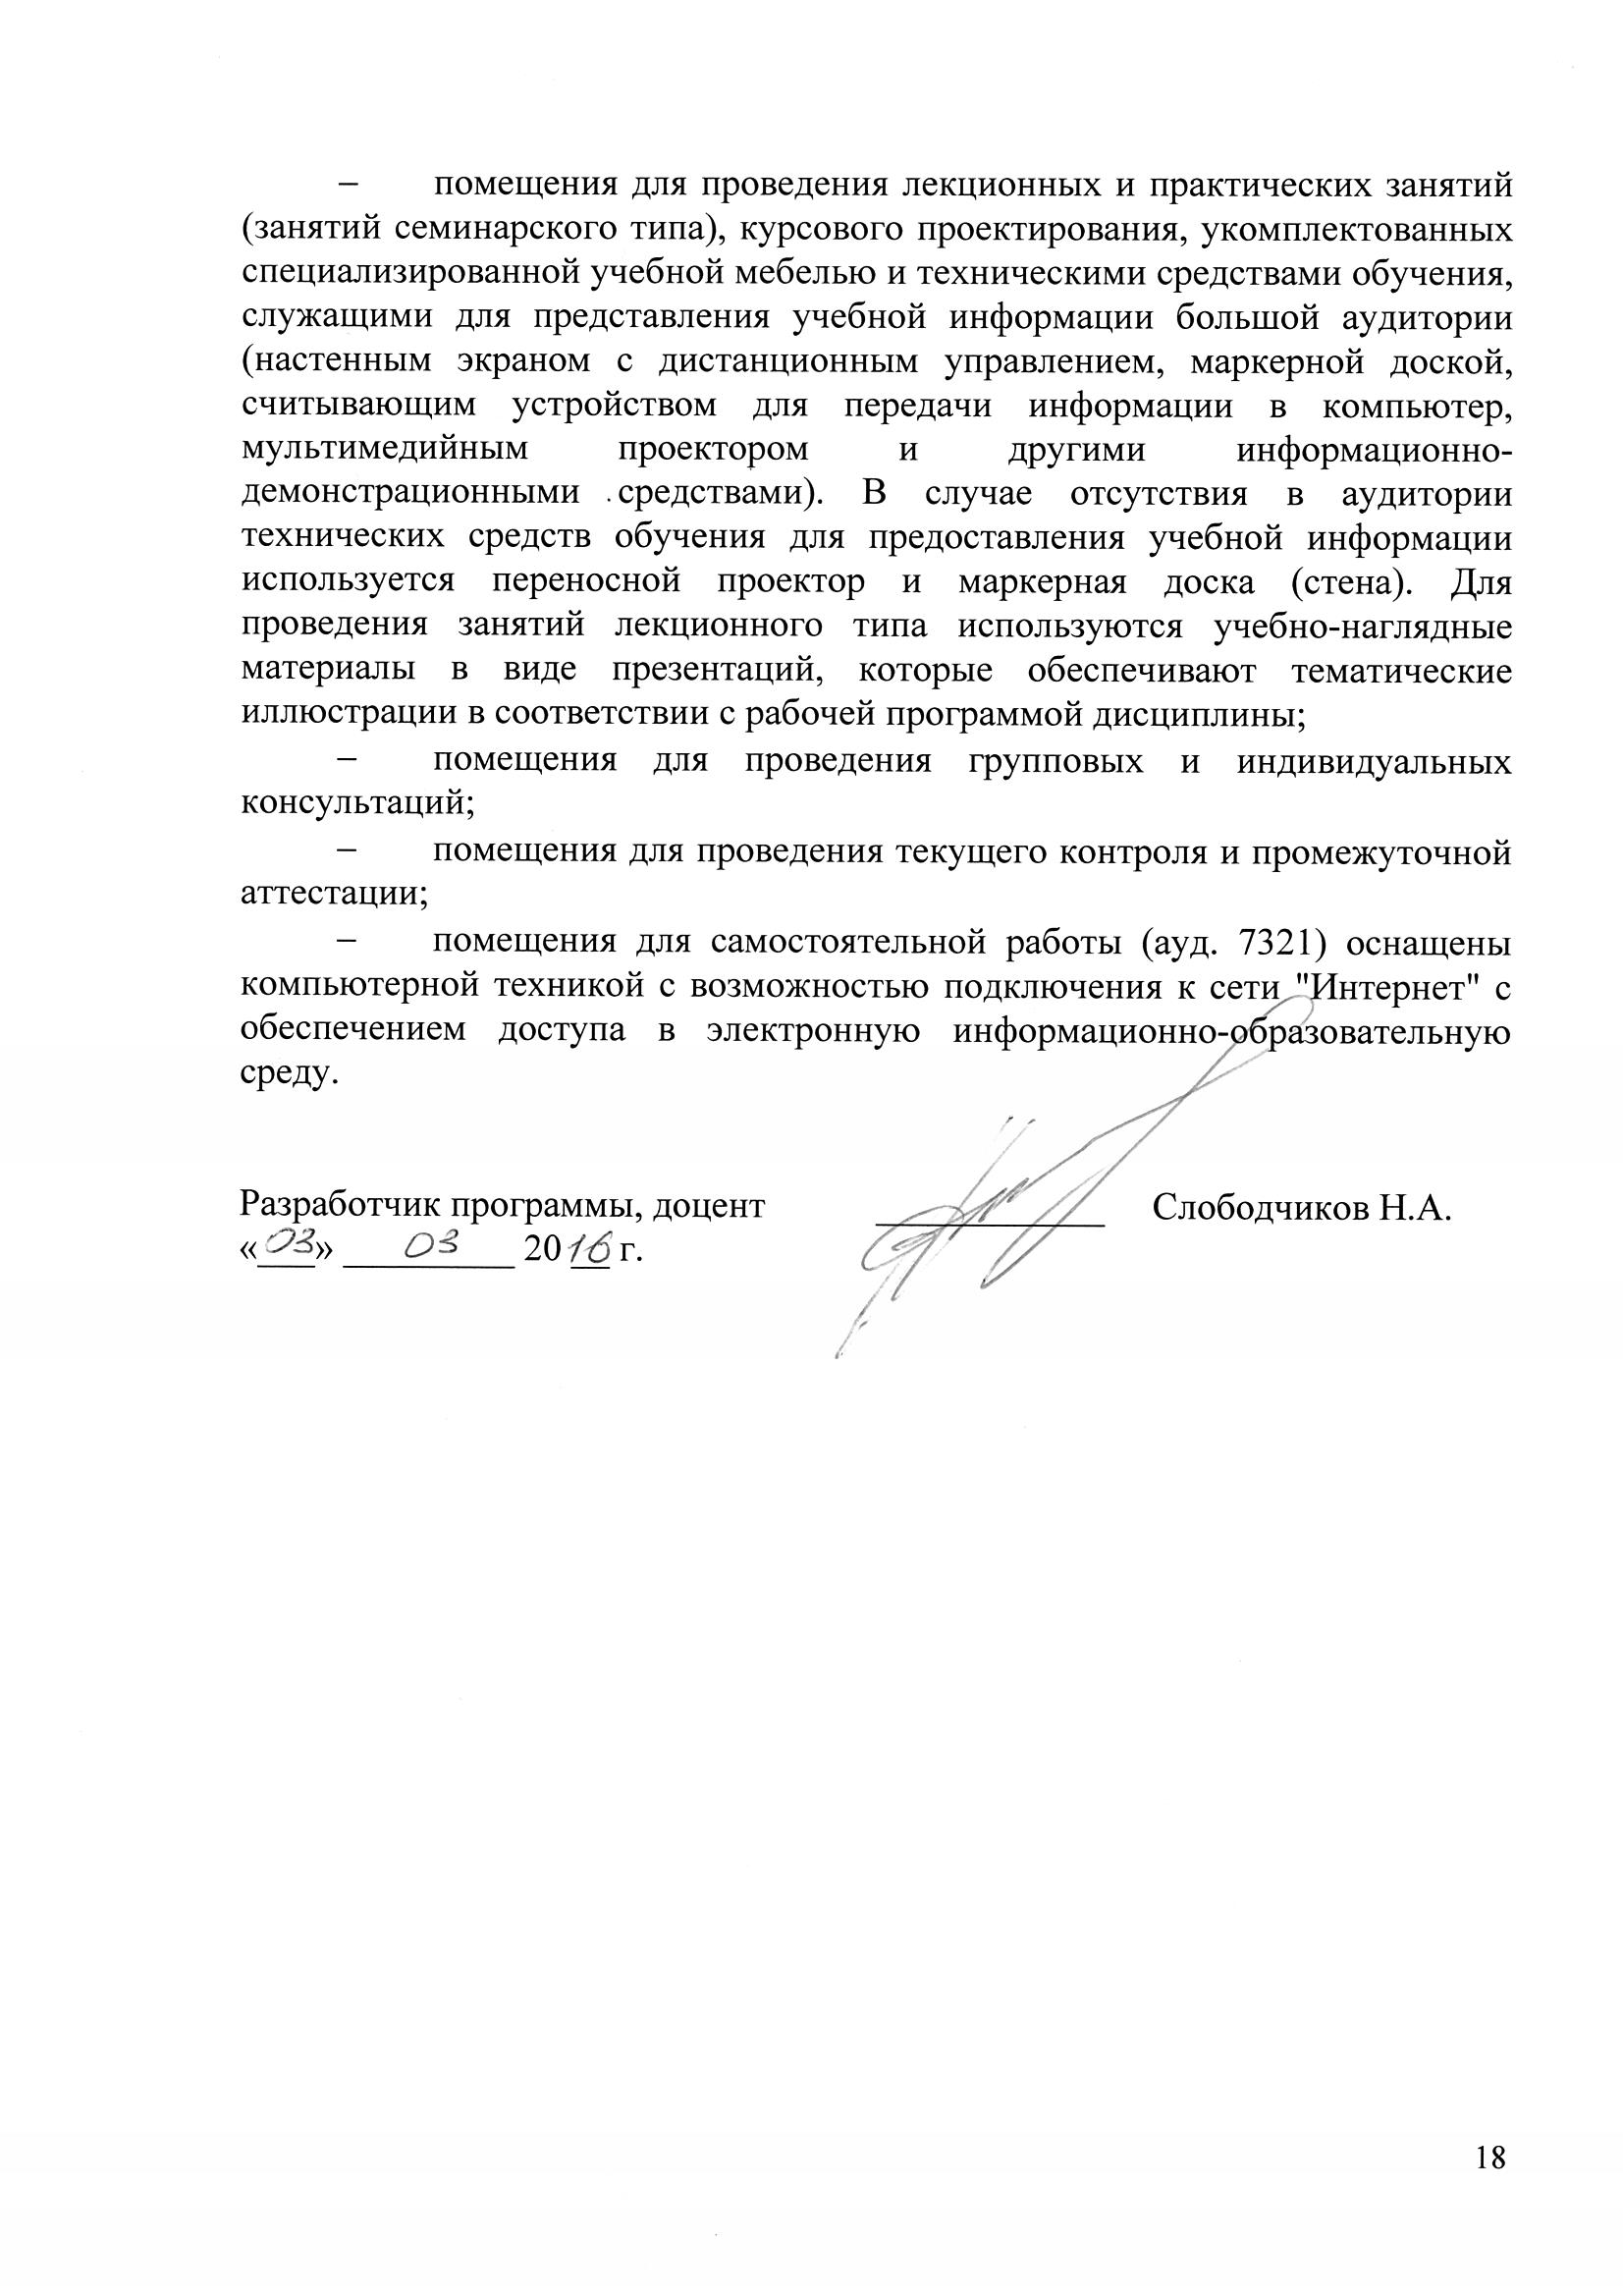 – помещения для проведения лекционных и практических занятий
(занятий семинарского типа), курсового проектирования, укомплектованных
специализированной учебной мебелью и техническими средствами обучения,
служащими для представления учебной информации большой аудитории
(настенным экраном с дистанционным управлением, маркерной доской,
считывающим устройством для передачи информации в компьютер,
мультимедийным проектором и другими информационно-
демонстрационными средствами). В случае отсутствия в аудитории
технических средств обучения для предоставления учебной информации
используется переносной проектор и маркерная доска (стена). Для
проведения занятий лекционного типа используются учебно-наглядные
материалы в виде презентаций, которые обеспечивают тематические
иллюстрации в соответствии с рабочей программой дисциплины;
– помещения для проведения групповых и индивидуальных
консультаций;
– помещения для проведения текущего контроля и промежуточной
аттестации;
– помещения для самостоятельной работы (ауд. 7321) оснащены
компьютерной техникой с возможностью подключения к сети "Интернет" с
обеспечением доступа в электронную информационно-образовательную
среду.
Разработчик программы, доцент Слободчиков Н.А.
«03» 03 2016 г.
18